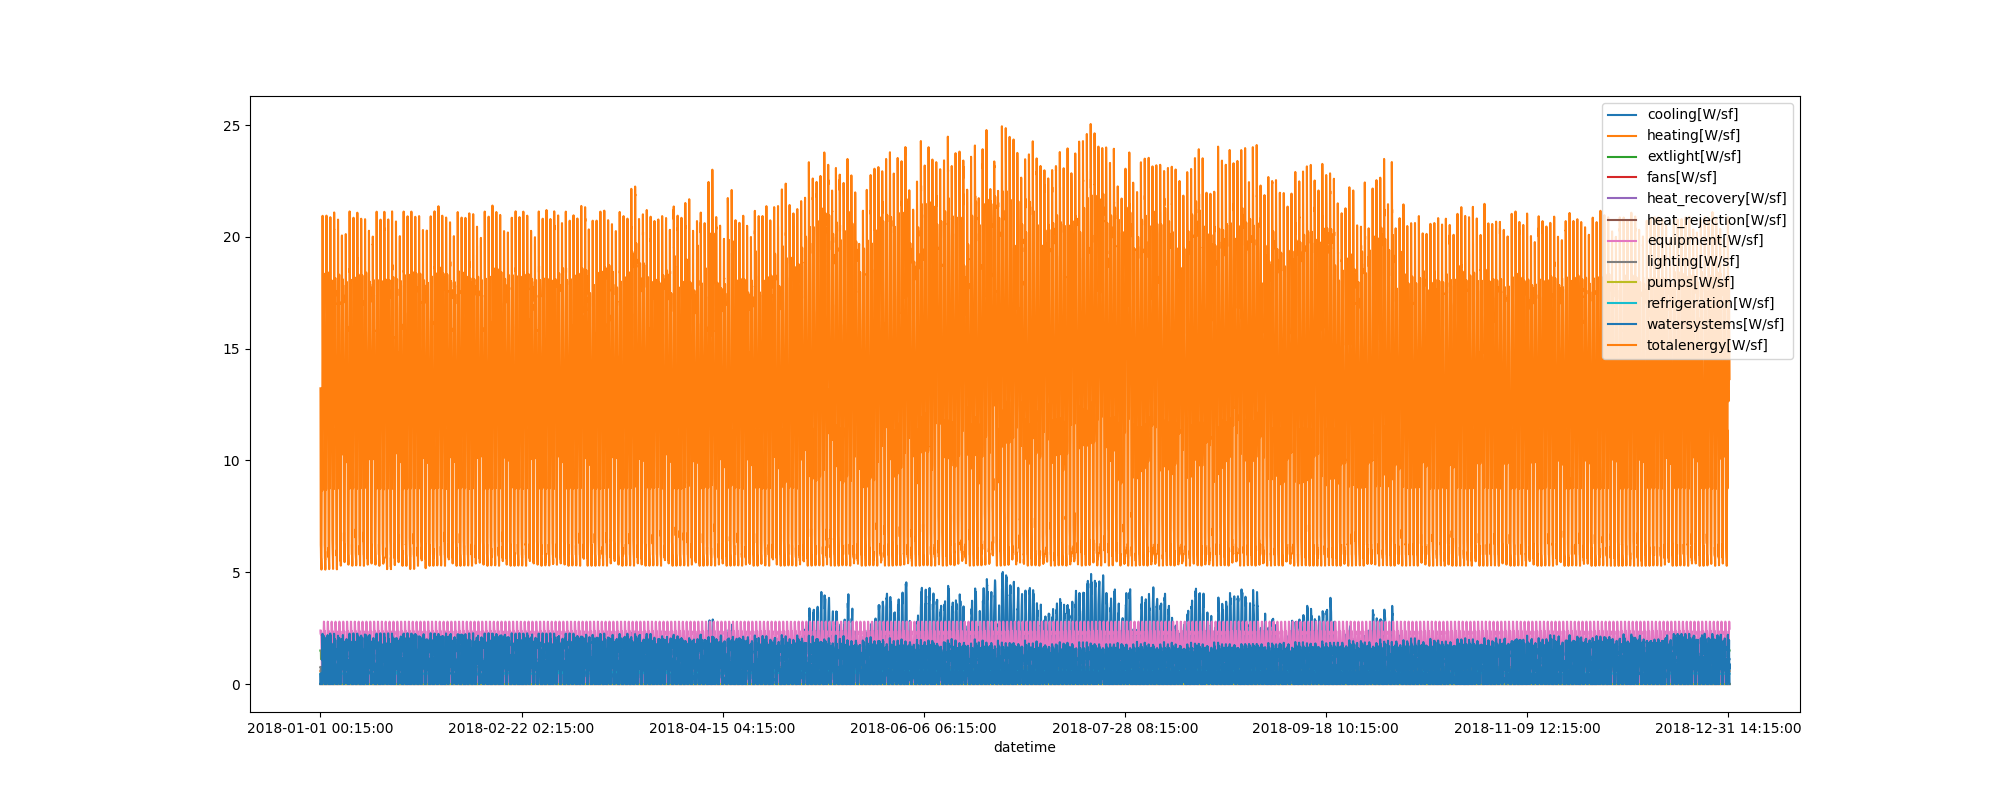 25
20
15
10
5
0
cooling[W/sf]
heating[W/sf]
extlight[W/sf]
fans[W/sf]
heat_recovery[W/sf]
heat_rejection[W/sf]
equipment[W/sf]
lighting[W/sf]
pumps[W/sf]
refrigeration[W/sf]
watersystems[W/sf]
totalenergy[W/sf]
2018-01-01 00:15:00 2018-02-22 02:15:00 2018-04-15 04:15:00 2018-06-06 06:15:00 2018-07-28 08:15:00 2018-09-18 10:15:00 2018-11-09 12:15:00 2018-12-31 14:15:00
datetime